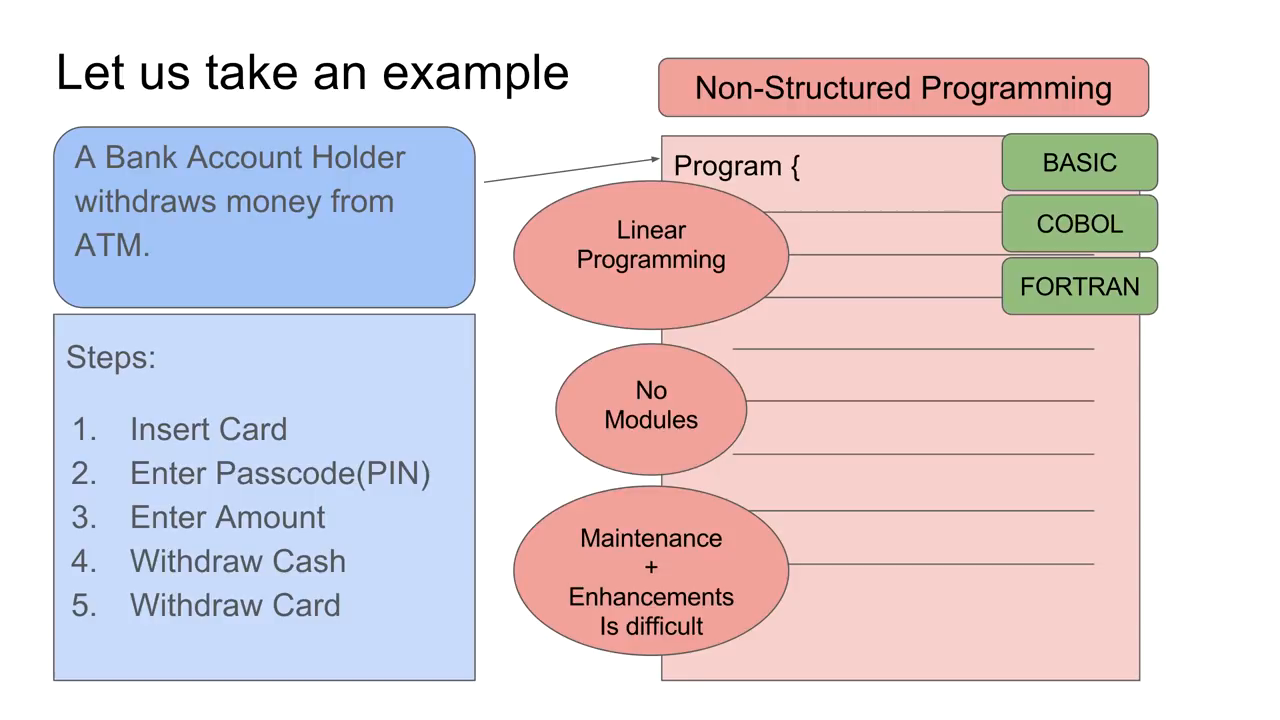 Let us take an example
A Bank Account Holder
withdraws money from
ATM.
Steps:
1. Insert Card
2. Enter Passcode(PIN)
3. Enter Amount
4. Withdraw Cash
5. Withdraw Card
Non-Structured Programming
Program {
BASIC
COBOL
FORTRAN
Linear
Programming
No
Modules
Maintenance
+
Enhancements
Is difficult